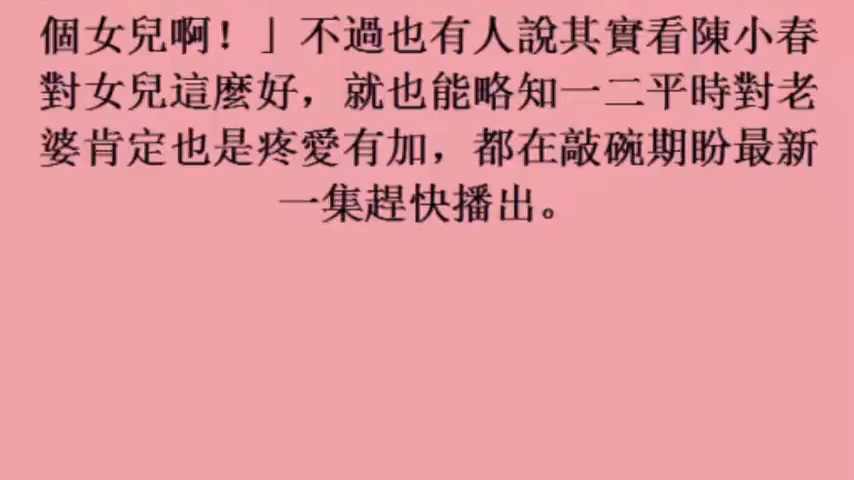 個女兒啊！」不過也有人說其實看陳小春
對女兒這麼好，就也能略知一二平時對老
婆肯定也是疼愛有加，都在敲碗期盼最新
一集趕快播出。